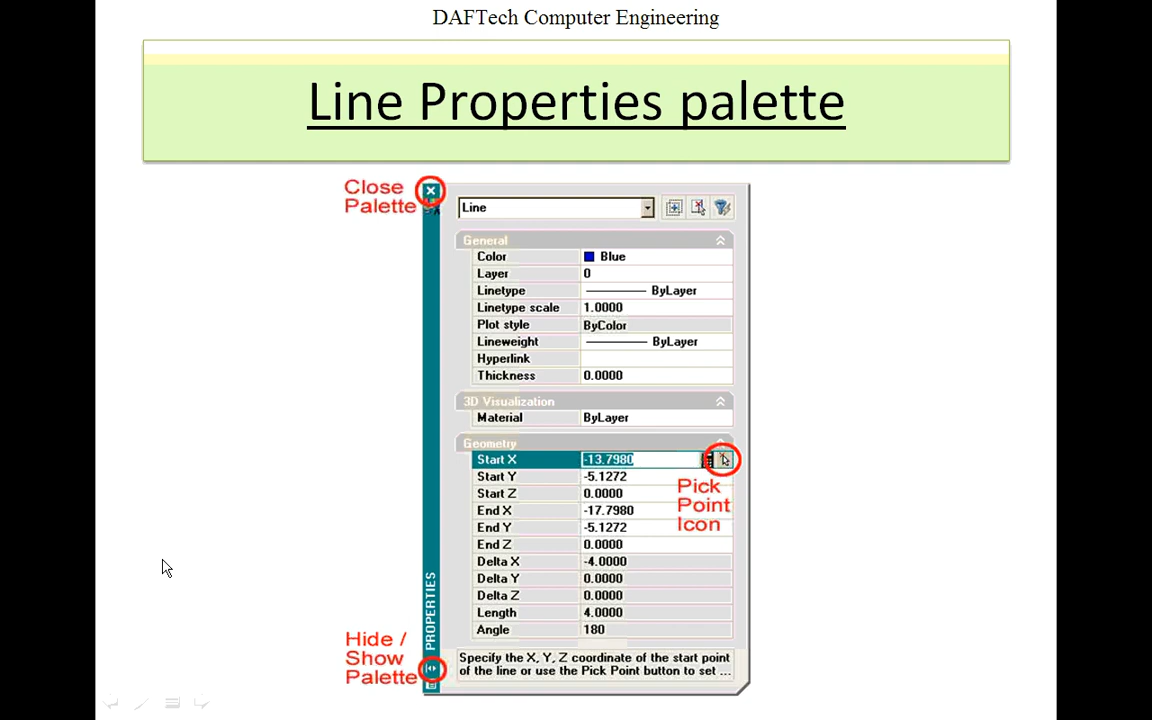 DAFTech Computer Engineering
Line Properties palette
Close
Palette
Line
General
Color Blue
Layer 0
Linetype ByLayer
Linetype scale 1.0000
Plot style ByColor
Lineweight ByLayer
Hyperlink
Thickness 0.0000
3D Visualization
Material ByLayer
Geometry
Start X -13.7980
Start Y -5.1272
Start Z 0.0000
End X -17.7980
End Y -5.1272
End Z 0.0000
Delta X -4.0000
Delta Y 0.0000
Delta Z 0.0000
Length 4.0000
Angle 180
Pick
Point
Icon
PROPERTIES
Hide /
Show
Palette
Specify the X, Y, Z coordinate of the start point
of the line or use the Pick Point button to set ...